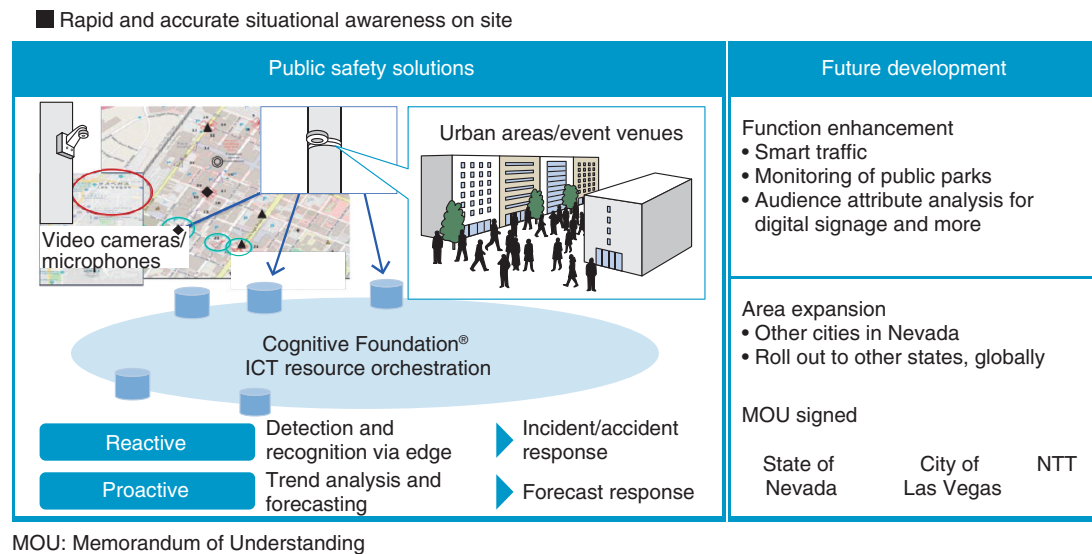 ■ Rapid and accurate situational awareness on site
Public safety solutions
Video cameras/
microphones
Urban areas/event venues
Cognitive Foundation®
ICT resource orchestration
Reactive
Detection and
recognition via edge
Incident/accident
response
Proactive
Trend analysis and
forecasting
Forecast response
Future development
Function enhancement
• Smart traffic
• Monitoring of public parks
• Audience attribute analysis for
digital signage and more
Area expansion
• Other cities in Nevada
• Roll out to other states, globally
MOU signed
State of
Nevada
City of
Las Vegas
NTT
MOU: Memorandum of Understanding